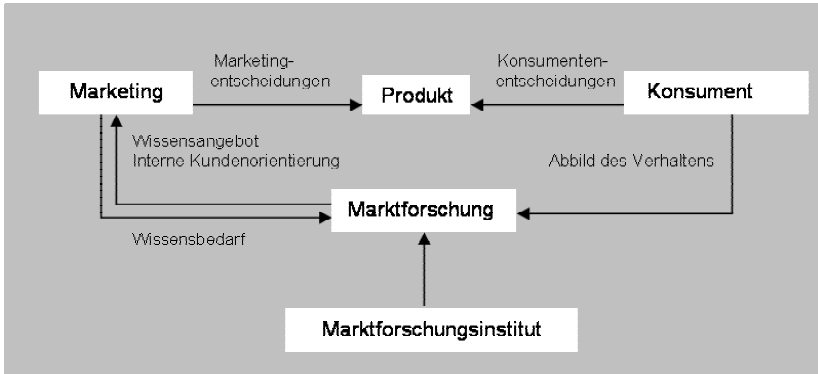 Marketing-
entscheidungen
Konsumenten-
entscheidungen
Marketing
Produkt
Konsument
Wissensangebot
Interne Kundenorientierung
Abbild des Verhaltens
Marktforschung
Wissensbedarf
Marktforschungsinstitut